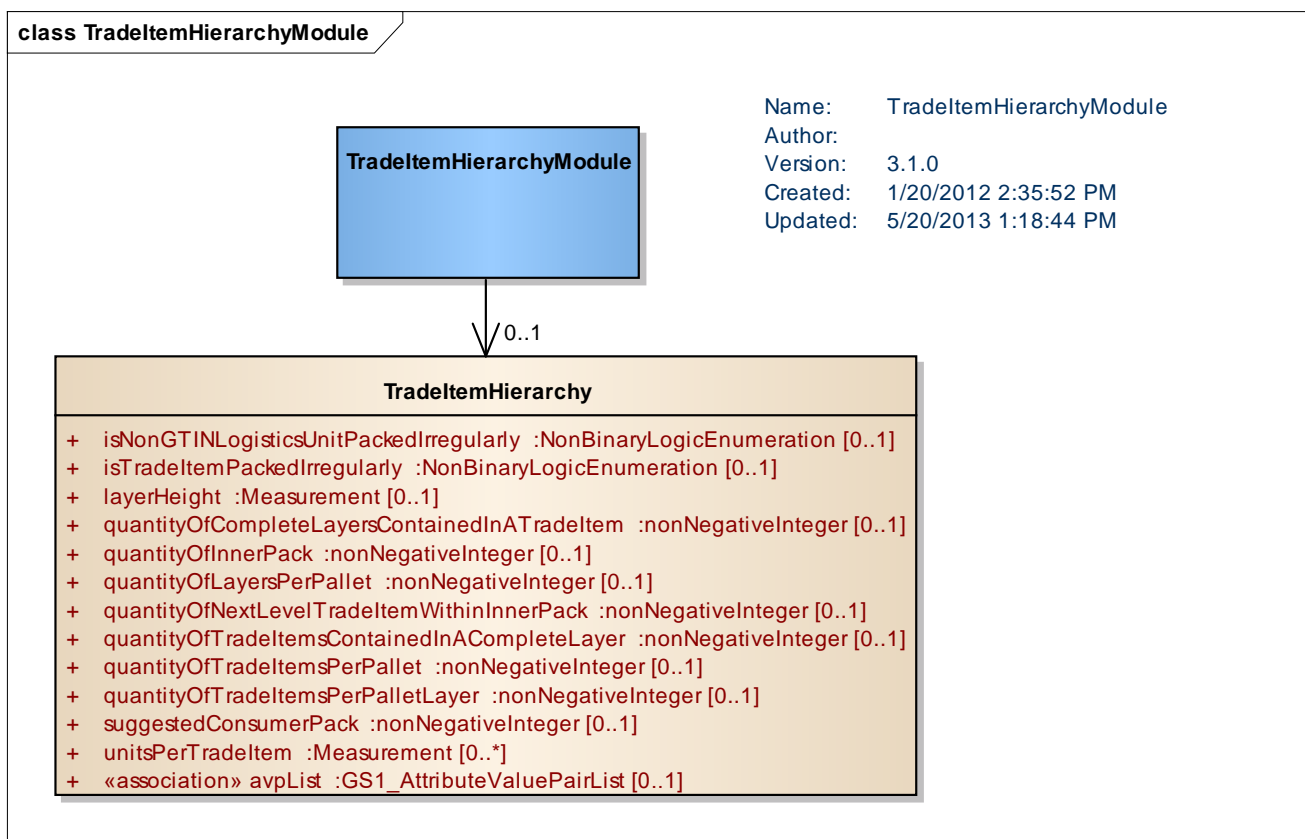 class TradeItemHierarchyModule
Name: TradeItemHierarchyModule
Author:
Version: 3.1.0
Created: 1/20/2012 2:35:52 PM
Updated: 5/20/2013 1:18:44 PM
TradeItemHierarchyModule
0..1
TradeItemHierarchy
+ isNonGTINLogisticsUnitPackedIrregularly :NonBinaryLogicEnumeration [0..1]
+ isTradeItemPackedIrregularly :NonBinaryLogicEnumeration [0..1]
+ layerHeight :Measurement [0..1]
+ quantityOfCompleteLayersContainedInATradeItem :nonNegativeInteger [0..1]
+ quantityOfInnerPack :nonNegativeInteger [0..1]
+ quantityOfLayersPerPallet :nonNegativeInteger [0..1]
+ quantityOfNextLevelTradeItemWithinInnerPack :nonNegativeInteger [0..1]
+ quantityOfTradeItemsContainedInACompleteLayer :nonNegativeInteger [0..1]
+ quantityOfTradeItemsPerPallet :nonNegativeInteger [0..1]
+ quantityOfTradeItemsPerPalletLayer :nonNegativeInteger [0..1]
+ suggestedConsumerPack :nonNegativeInteger [0..1]
+ unitsPerTradeItem :Measurement [0..*]
+ «association» avpList :GS1_AttributeValuePairList [0..1]